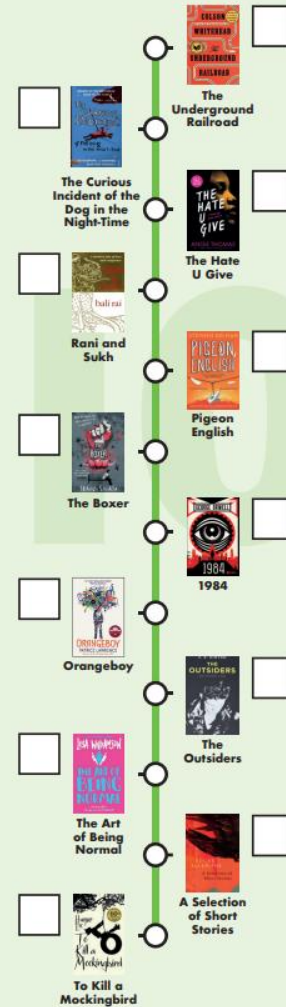 COLSON
WHITEHEAD
THE
UNDERGROUND
RAILROAD
The
Underground
Railroad
The Curious
Incident of the
Dog in the
Night-Time
THE
HATE
U
GIVE
ANGIE THOMAS
The Hate
U Give
bali rai
Rani and
Sukh
PIGEON
ENGLISH
Pigeon
English
THE
BOXER
The Boxer
GEORGE ORWELL
1984
1984
ORANGEBOY
PATRICE LAWRENCE
Orangeboy
THE
OUTSIDERS
The
Outsiders
LISA WILLIAMSON
THE ART OF
BEING
NORMAL
The Art
of Being
Normal
A Selection
of Short
Stories
Harper
Lee
To
Kill a
Mockingbird
To Kill a
Mockingbird
10